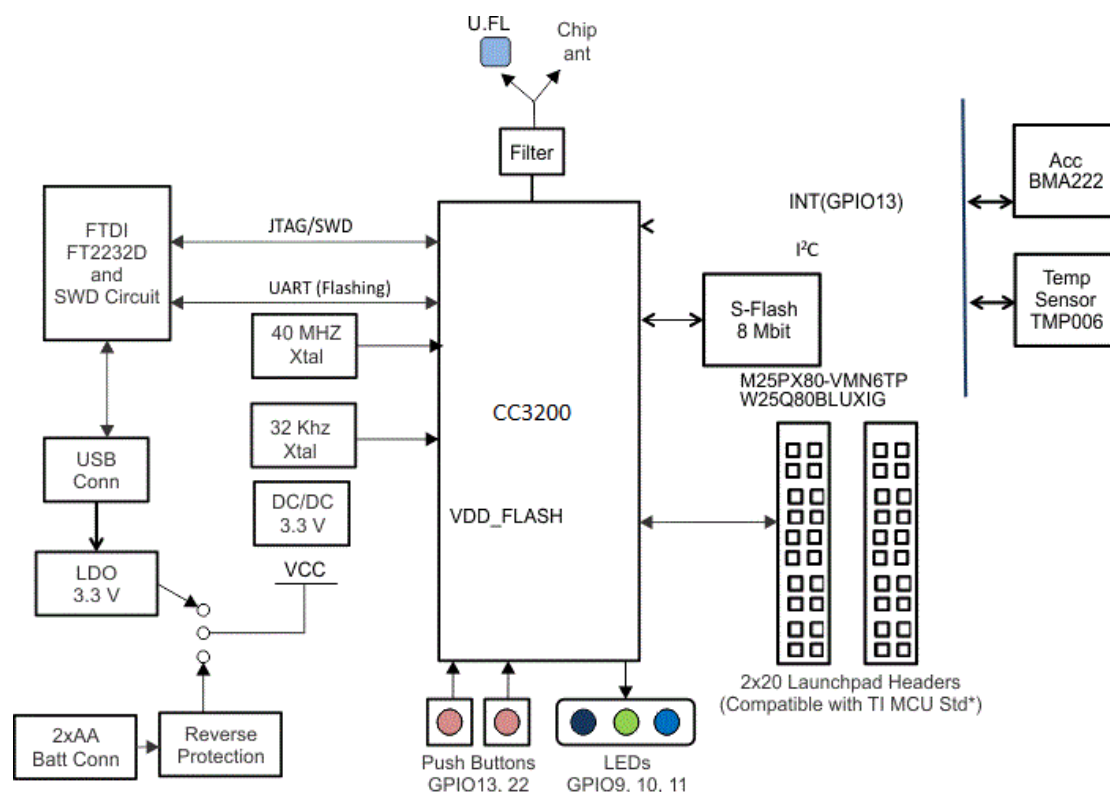 U.FL
Chip
ant
Filter
Acc
BMA222
INT(GPIO13)
FTDI
FT2232D
and
SWD Circuit
JTAG/SWD
I²C
UART (Flashing)
Temp
Sensor
TMP006
S-Flash
8 Mbit
40 MHZ
Xtal
M25PX80-VMN6TP
W25Q80BLUXIG
CC3200
32 Khz
Xtal
USB
Conn
DC/DC
3.3 V
VDD_FLASH
LDO
3.3 V
VCC
2x20 Launchpad Headers
(Compatible with TI MCU Std*)
2xAA
Batt Conn
Reverse
Protection
Push Buttons
GPIO13, 22
LEDs
GPIO9, 10, 11